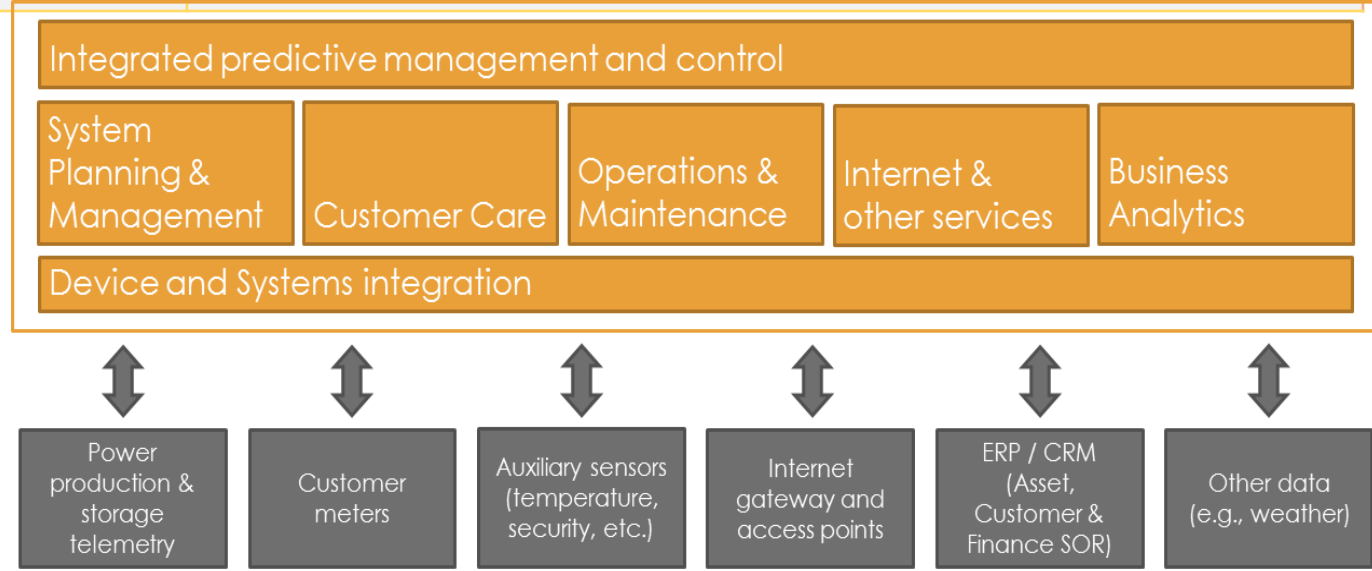 Integrated predictive management and control
System
Planning &
Management
Customer Care
Operations &
Maintenance
Internet &
other services
Business
Analytics
Device and Systems integration
Power
production &
storage
telemetry
Customer
meters
Auxiliary sensors
(temperature,
security, etc.)
Internet
gateway and
access points
ERP / CRM
(Asset,
Customer &
Finance SOR)
Other data
(e.g., weather)